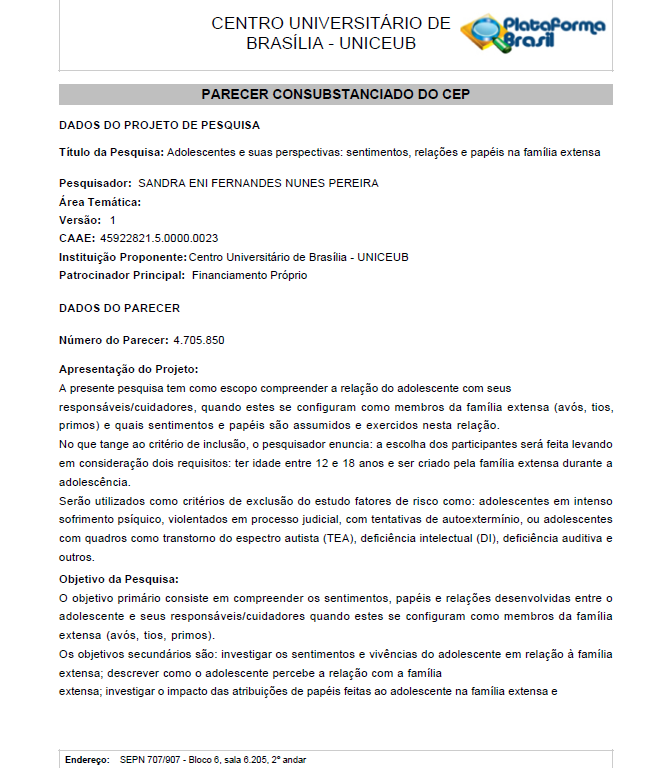 CENTRO UNIVERSITÁRIO DE
BRASÍLIA - UNICEUB
Plataforma
Brasil
PARECER CONSUBSTANCIADO DO CEP
DADOS DO PROJETO DE PESQUISA
Título da Pesquisa: Adolescentes e suas perspectivas: sentimentos, relações e papéis na família extensa
Pesquisador: SANDRA ENI FERNANDES NUNES PEREIRA
Área Temática:
Versão: 1
CAAE: 45922821.5.0000.0023
Instituição Proponente: Centro Universitário de Brasília - UNICEUB
Patrocinador Principal: Financiamento Próprio
DADOS DO PARECER
Número do Parecer: 4.705.850
Apresentação do Projeto:
A presente pesquisa tem como escopo compreender a relação do adolescente com seus
responsáveis/cuidadores, quando estes se configuram como membros da família extensa (avós, tios,
primos) e quais sentimentos e papéis são assumidos e exercidos nesta relação.
No que tange ao critério de inclusão, o pesquisador enuncia: a escolha dos participantes será feita levando
em consideração dois requisitos: ter idade entre 12 e 18 anos e ser criado pela família extensa durante a
adolescência.
Serão utilizados como critérios de exclusão do estudo fatores de risco como: adolescentes em intenso
sofrimento psíquico, violentados em processo judicial, com tentativas de autoextermínio, ou adolescentes
com quadros como transtorno do espectro autista (TEA), deficiência intelectual (DI), deficiência auditiva e
outros.
Objetivo da Pesquisa:
O objetivo primário consiste em compreender os sentimentos, papéis e relações desenvolvidas entre o
adolescente e seus responsáveis/cuidadores quando estes se configuram como membros da família
extensa (avós, tios, primos).
Os objetivos secundários são: investigar os sentimentos e vivências do adolescente em relação à família
extensa; descrever como o adolescente percebe a relação com a família
extensa; investigar o impacto das atribuições de papéis feitas ao adolescente na família extensa e
Endereço: SEPN 707/907 - Bloco 6, sala 6.205, 2º andar